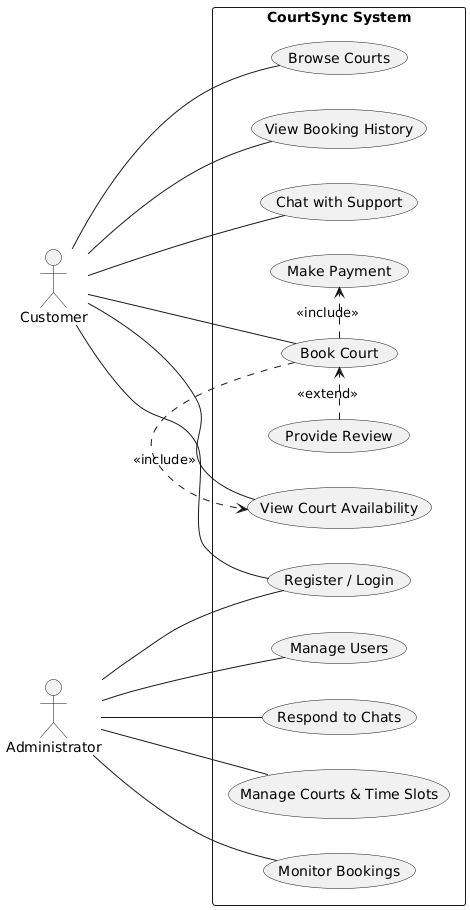 CourtSync System
Browse Courts
View Booking History
Chat with Support
Make Payment
Customer
«include»
Book Court
«extend»
Provide Review
«include»
View Court Availability
Register / Login
Manage Users
Respond to Chats
Administrator
Manage Courts & Time Slots
Monitor Bookings